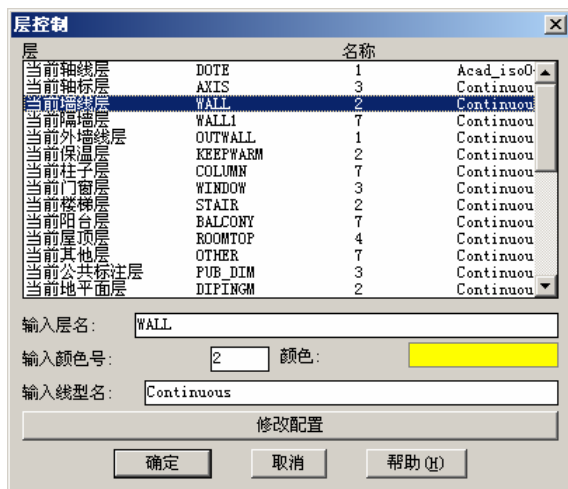 层控制
层 名称
当前轴线层 DOTE 1 Acad_isoO
当前轴标层 AXIS 3 Continuou
当前墙线层 WALL 2 Continuou
当前隔墙层 WALL1 7 Continuou
当前外墙线层 OUTWALL 1 Continuou
当前保温层 KEEPWARM 2 Continuou
当前柱子层 COLUMN 7 Continuou
当前门窗层 WINDOW 3 Continuou
当前楼梯层 STAIR 2 Continuou
当前阳台层 BALCONY 7 Continuou
当前屋顶层 ROOMTOP 4 Continuou
当前其他层 OTHER 7 Continuou
当前公共标注层 PUB_DIM 3 Continuou
当前地平面层 DIPINGM 2 Continuou
输入层名: WALL
输入颜色号: 2 颜色:
输入线型名: Continuous
修改配置
确定 取消 帮助(H)